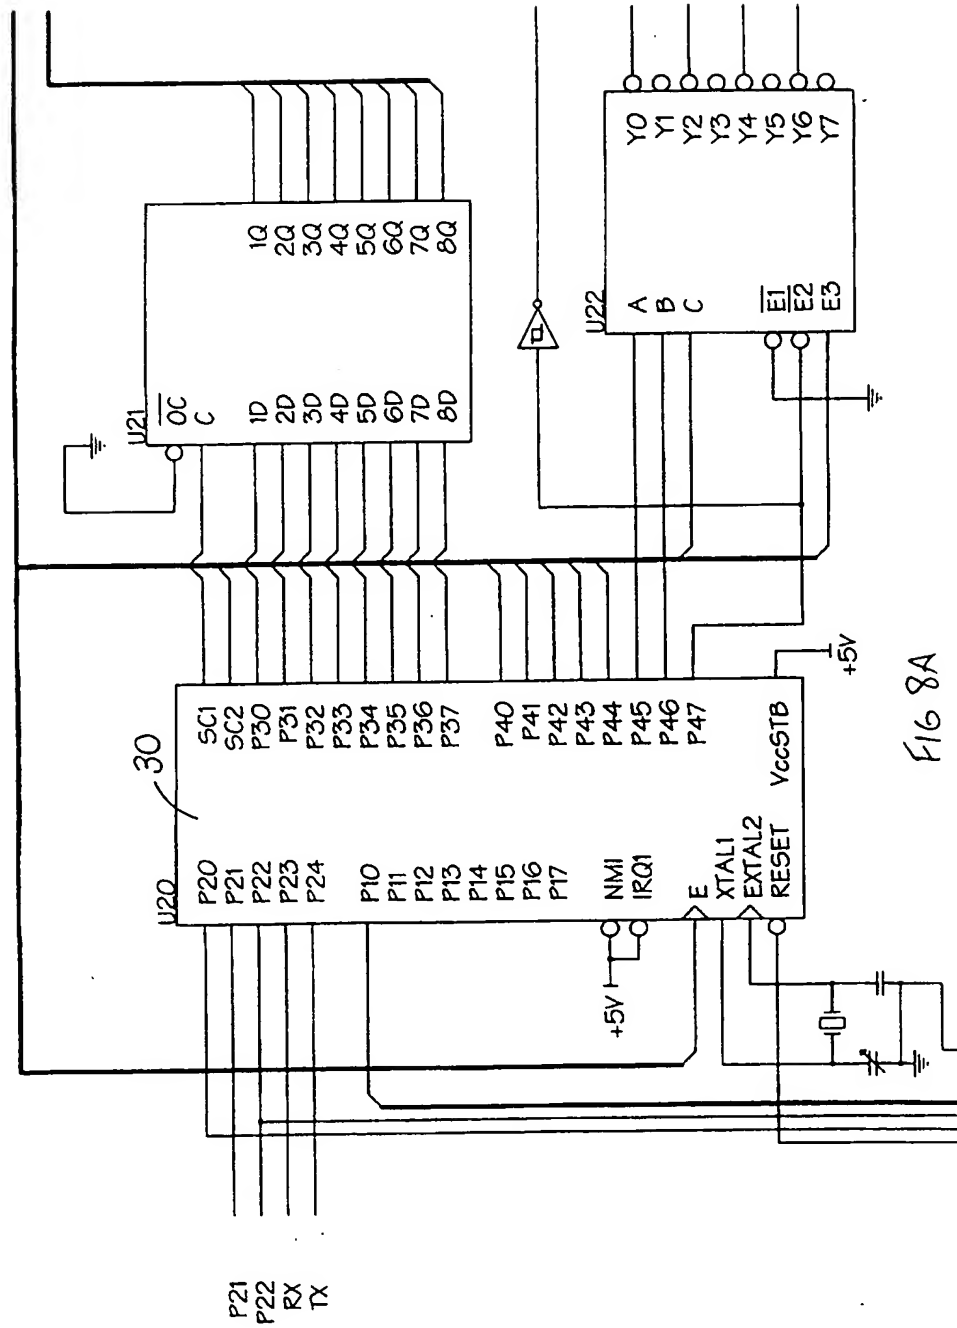 U21
OC
C
1D
2D
3D
4D
5D
6D
7D
8D
1Q
2Q
3Q
4Q
5Q
6Q
7Q
8Q
U22
A
B
C
E1
E2
E3
Y0
Y1
Y2
Y3
Y4
Y5
Y6
Y7
30
U20
P20
P21
P22
P23
P24
P10
P11
P12
P13
P14
P15
P16
P17
NMI
IRQ1
E
XTAL1
EXTAL2
RESET
SC1
SC2
P30
P31
P32
P33
P34
P35
P36
P37
P40
P41
P42
P43
P44
P45
P46
P47
VccSTB
+5V
+5V
P21
P22
RX
TX
FIG 8A